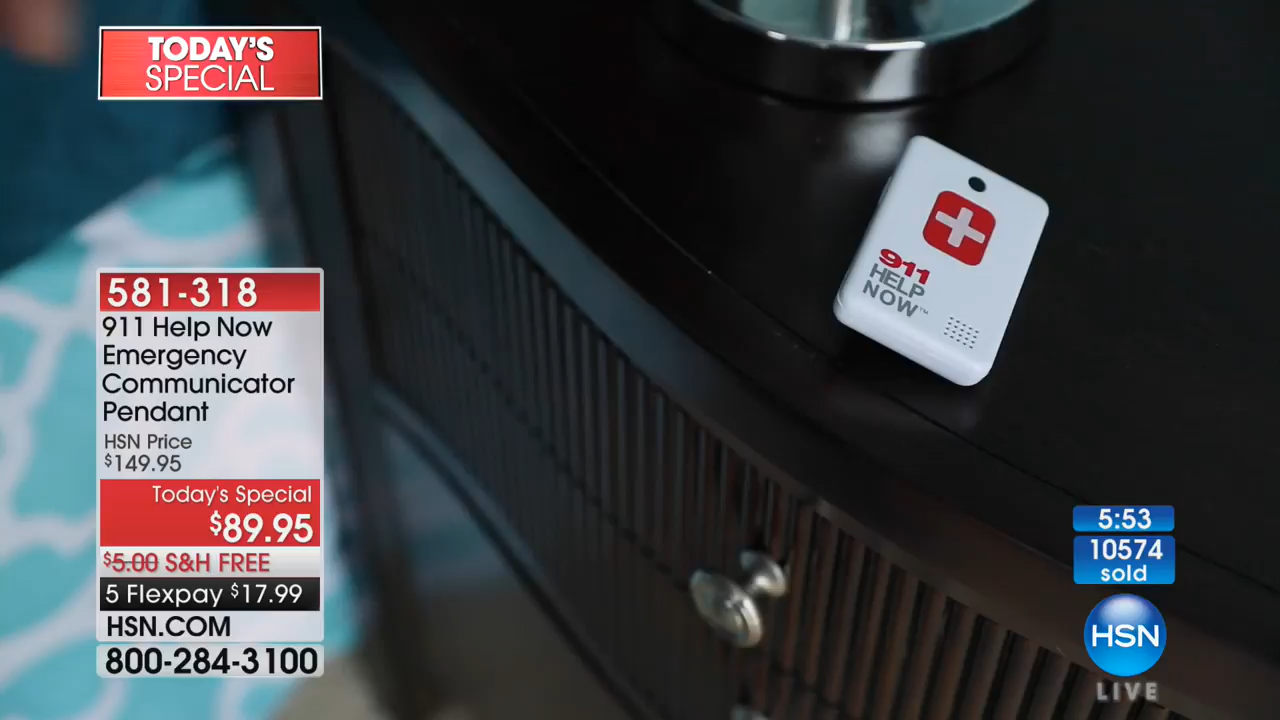 TODAY'S
SPECIAL
581-318
911 Help Now
Emergency
Communicator
Pendant
HSN Price
$149.95
Today's Special
$89.95
$5.00 S&H FREE
5 Flexpay $17.99
HSN.COM
800-284-3100
911
HELP
NOW™
5:53
10574
sold
HSN
LIVE